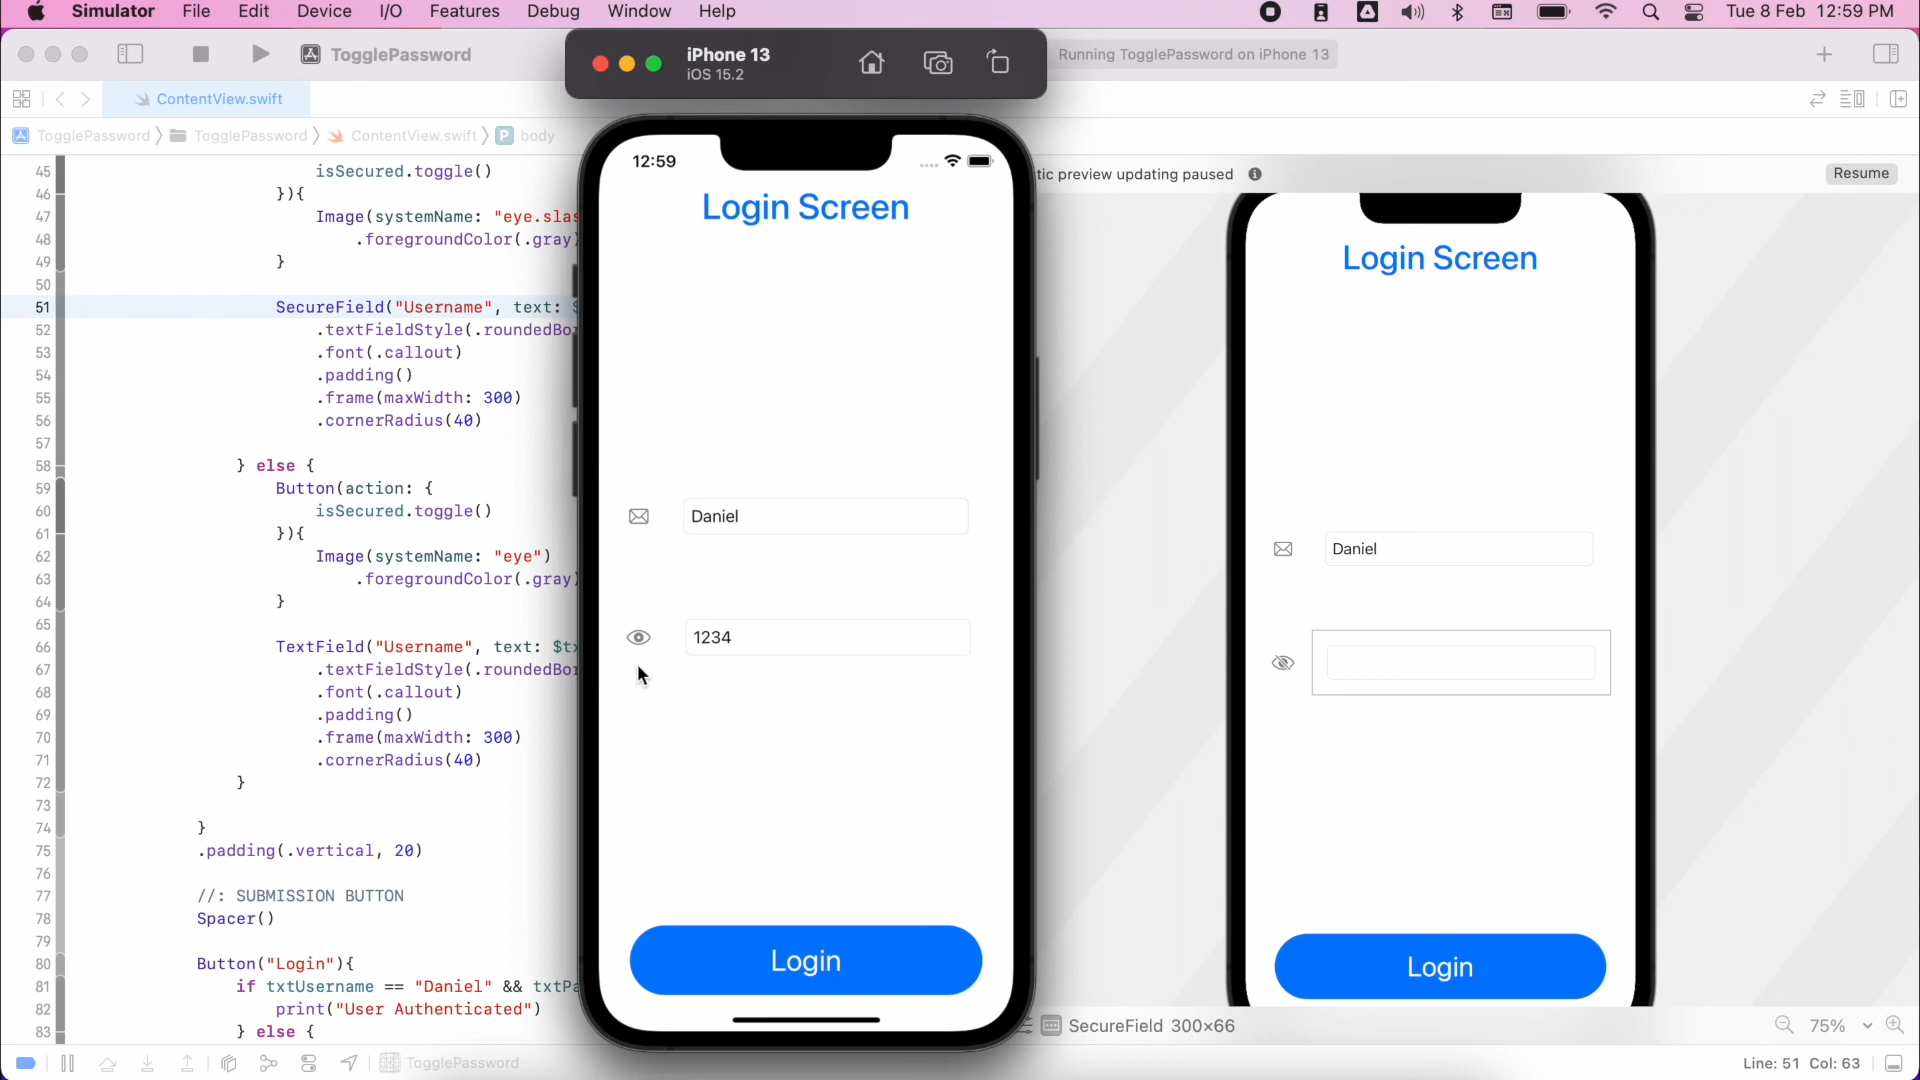 Simulator File Edit Device I/O Features Debug Window Help Tue 8 Feb 12:59 PM
TogglePassword
iPhone 13
iOS 15.2
Running TogglePassword on iPhone 13
ContentView.swift
TogglePassword TogglePassword ContentView.swift P body
tic preview updating paused
Resume
45 isSecured.toggle()
46 }){
47 Image(systemName: "eye.slas
48 .foregroundColor(.gray)
49 }
50
51 SecureField("Username", text: $
52 .textFieldStyle(.roundedBo
53 .font(.callout)
54 .padding()
55 .frame(maxWidth: 300)
56 .cornerRadius(40)
57
58 } else {
59 Button(action: {
60 isSecured.toggle()
61 }){
62 Image(systemName: "eye")
63 .foregroundColor(.gray)
64 }
65
66 TextField("Username", text: $tx
67 .textFieldStyle(.roundedBo
68 .font(.callout)
69 .padding()
70 .frame(maxWidth: 300)
71 .cornerRadius(40)
72 }
73
74 }
75 .padding(.vertical, 20)
76
77 //: SUBMISSION BUTTON
78 Spacer()
79
80 Button("Login"){
81 if txtUsername == "Daniel" && txtPa
82 print("User Authenticated")
83 } else {
12:59
Login Screen
Daniel
1234
Login
Login Screen
Daniel
Login
SecureField 300×66
75%
TogglePassword
Line: 51 Col: 63